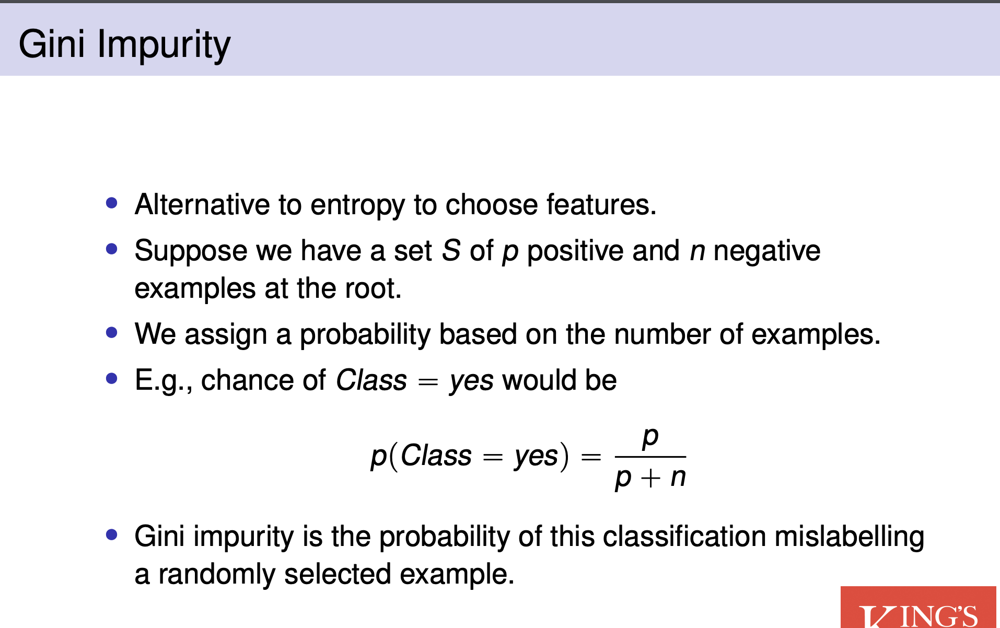 Gini Impurity
• Alternative to entropy to choose features.
• Suppose we have a set S of p positive and n negative
examples at the root.
• We assign a probability based on the number of examples.
• E.g., chance of Class = yes would be
p(Class = yes) = p / (p + n)
• Gini impurity is the probability of this classification mislabelling
a randomly selected example.
KING'S